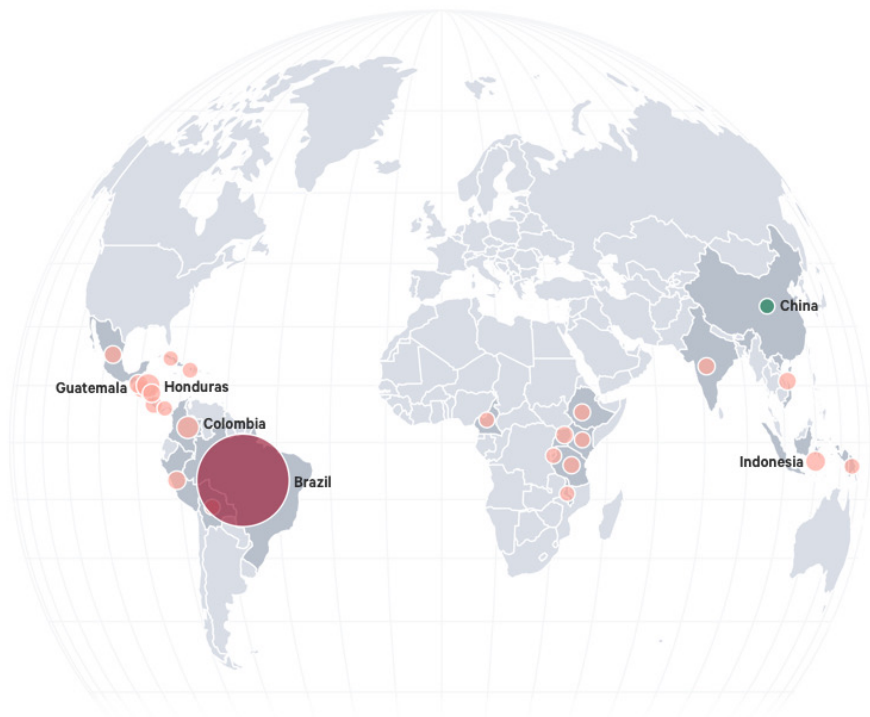 China
Guatemala
Honduras
Colombia
Indonesia
Brazil